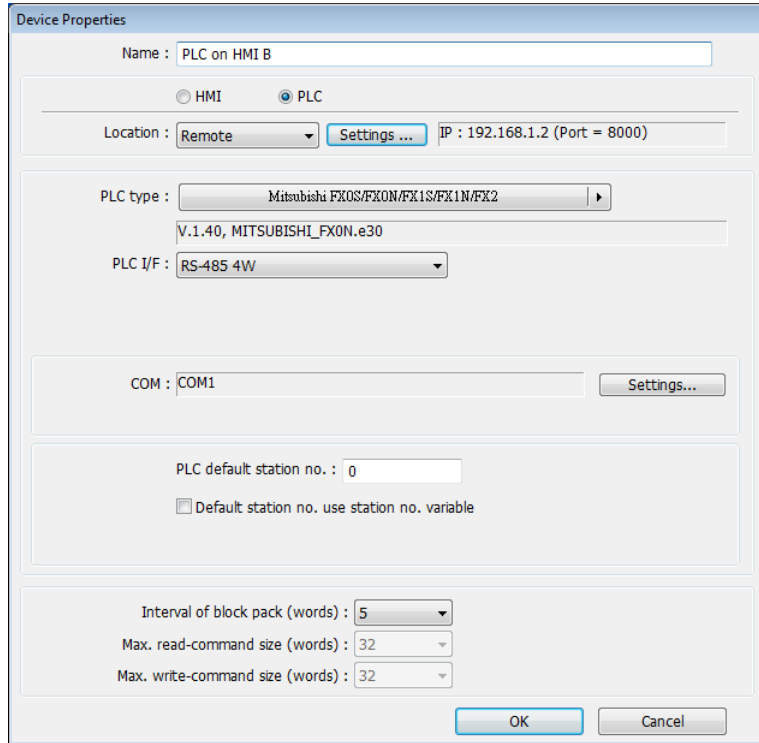 Device Properties
Name : PLC on HMI B
HMI PLC
Location : Remote Settings ... IP : 192.168.1.2 (Port = 8000)
PLC type : Mitsubishi FX0S/FX0N/FX1S/FX1N/FX2
V.1.40, MITSUBISHI_FX0N.e30
PLC I/F : RS-485 4W
COM : COM1 Settings...
PLC default station no. : 0
Default station no. use station no. variable
Interval of block pack (words) : 5
Max. read-command size (words) : 32
Max. write-command size (words) : 32
OK Cancel